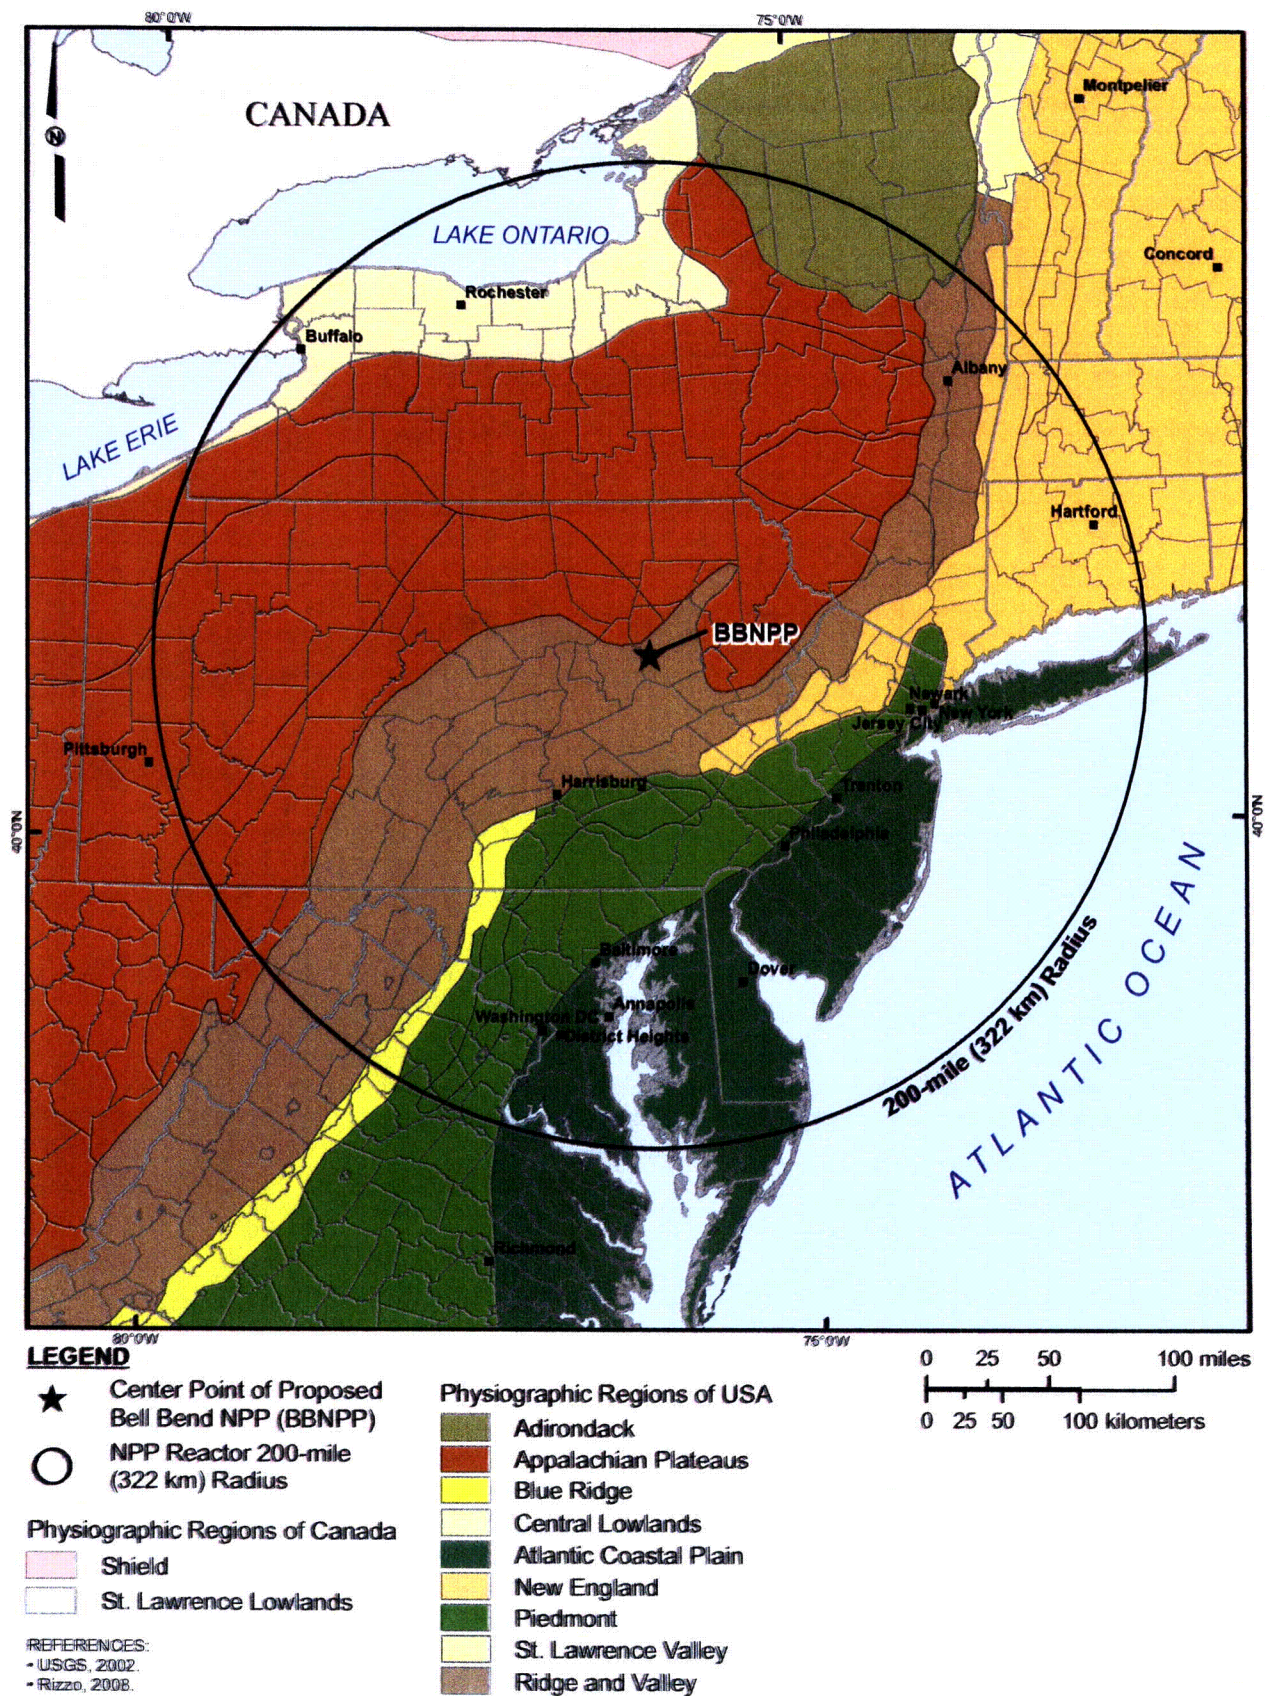 80°0'W
75°0'W
N
CANADA
Montpelier
LAKE ONTARIO
Concord
Rochester
Buffalo
Albany
LAKE ERIE
Hartford
BBNPP
Newark
New York
Jersey City
Pittsburgh
Harrisburg
Trenton
40°0'N
40°0'N
Philadelphia
Baltimore
Dover
Annapolis
Washington DC
District Heights
200-mile (322 km) Radius
ATLANTIC OCEAN
Richmond
80°0'W
75°0'W
LEGEND
Center Point of Proposed
Bell Bend NPP (BBNPP)
NPP Reactor 200-mile
(322 km) Radius
Physiographic Regions of Canada
Shield
St. Lawrence Lowlands
REFERENCES:
- USGS, 2002.
- Rizzo, 2008.
Physiographic Regions of USA
Adirondack
Appalachian Plateaus
Blue Ridge
Central Lowlands
Atlantic Coastal Plain
New England
Piedmont
St. Lawrence Valley
Ridge and Valley
0 25 50 100 miles
0 25 50 100 kilometers